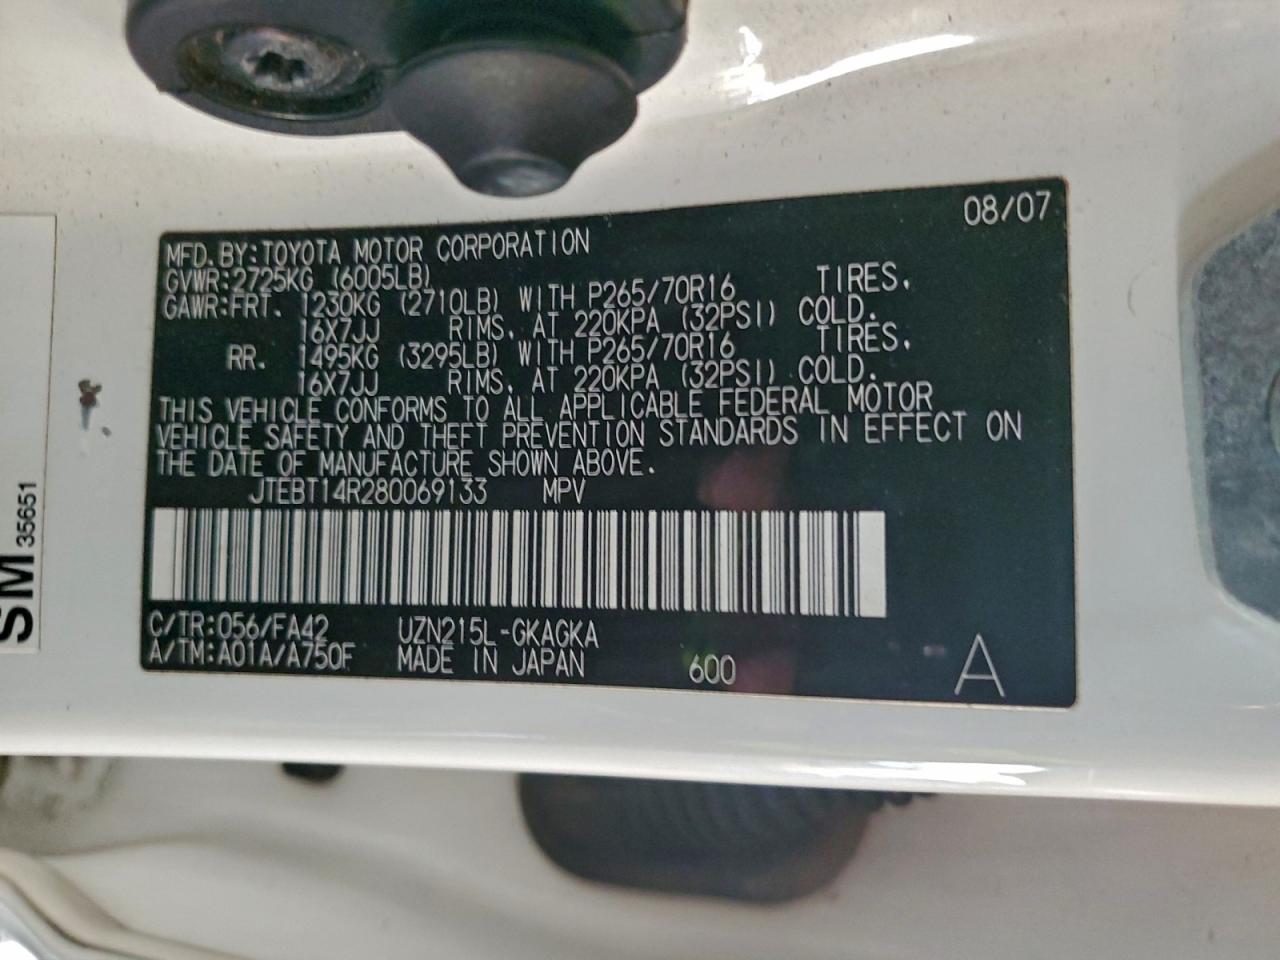 08/07
MFD.BY:TOYOTA MOTOR CORPORATION
GVWR:2725KG (6005LB)
GAWR:FRT. 1230KG (2710LB) WITH P265/70R16 TIRES.
16X7JJ RIMS, AT 220KPA (32PSI) COLD.
RR. 1495KG (3295LB) WITH P265/70R16 TIRES.
16X7JJ RIMS, AT 220KPA (32PSI) COLD.
THIS VEHICLE CONFORMS TO ALL APPLICABLE FEDERAL MOTOR
VEHICLE SAFETY AND THEFT PREVENTION STANDARDS IN EFFECT ON
THE DATE OF MANUFACTURE SHOWN ABOVE.
JTEBT14R280069133 MPV
C/TR:056/FA42 UZN215L-GKAGKA
A/TM:A01A/A750F MADE IN JAPAN 600 A
SM 35651